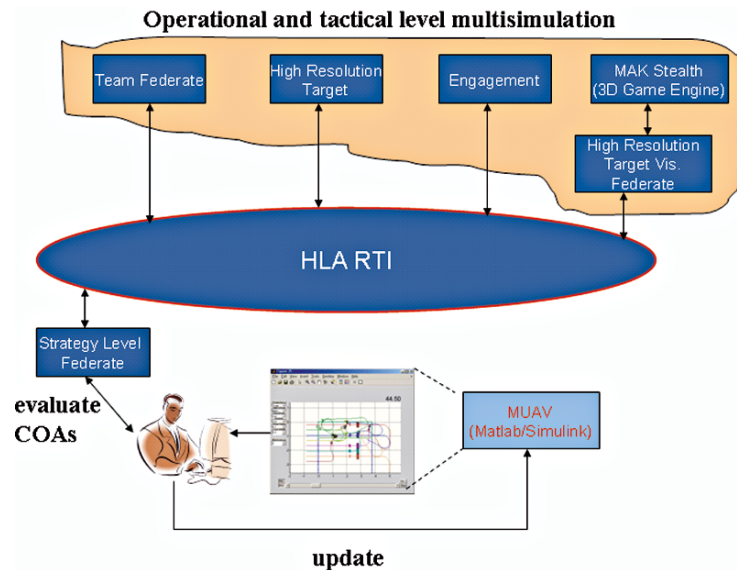 Operational and tactical level multisimulation
Team Federate
High Resolution
Target
Engagement
MAK Stealth
(3D Game Engine)
High Resolution
Target Vis.
Federate
HLA RTI
Strategy Level
Federate
evaluate
COAs
44.50
MUAV
(Matlab/Simulink)
update